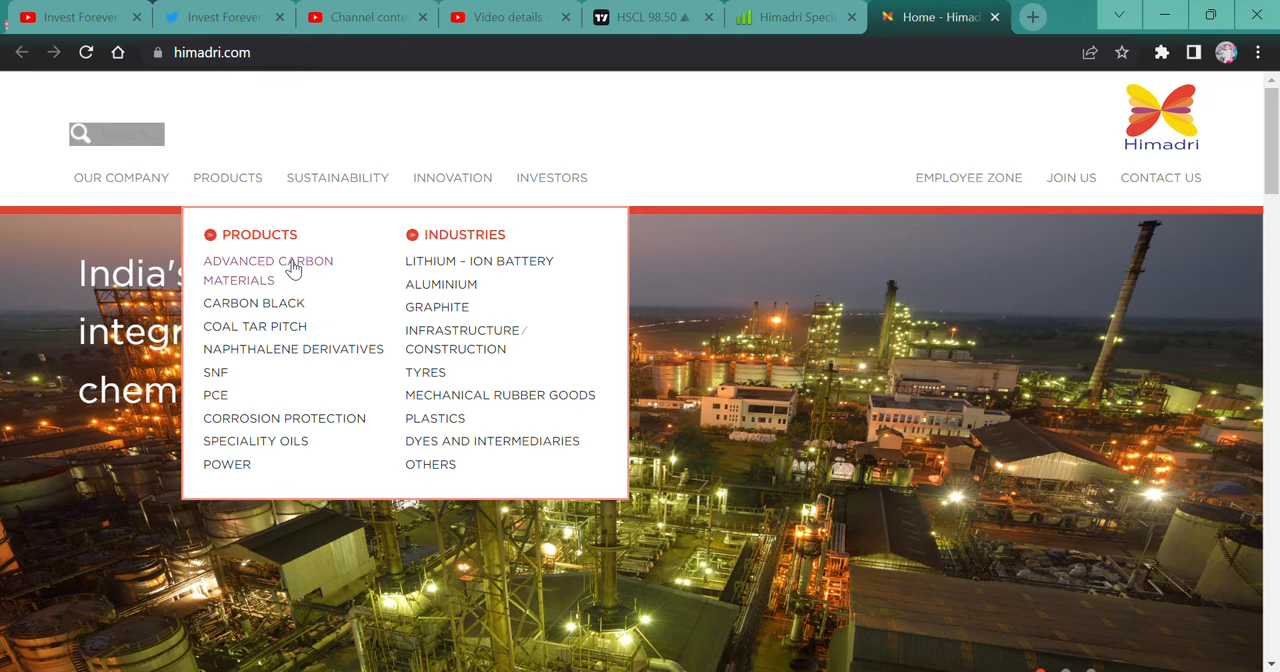 Invest Forever
Invest Forever
Channel conte
Video details -
HSCL 98.50 ▲
Himadri Speci
Home - Himad
himadri.com
Himadri
OUR COMPANY
PRODUCTS
SUSTAINABILITY
INNOVATION
INVESTORS
EMPLOYEE ZONE
JOIN US
CONTACT US
India's
integr
chem
PRODUCTS
ADVANCED CARBON
MATERIALS
CARBON BLACK
COAL TAR PITCH
NAPHTHALENE DERIVATIVES
SNF
PCE
CORROSION PROTECTION
SPECIALITY OILS
POWER
INDUSTRIES
LITHIUM – ION BATTERY
ALUMINIUM
GRAPHITE
INFRASTRUCTURE /
CONSTRUCTION
TYRES
MECHANICAL RUBBER GOODS
PLASTICS
DYES AND INTERMEDIARIES
OTHERS